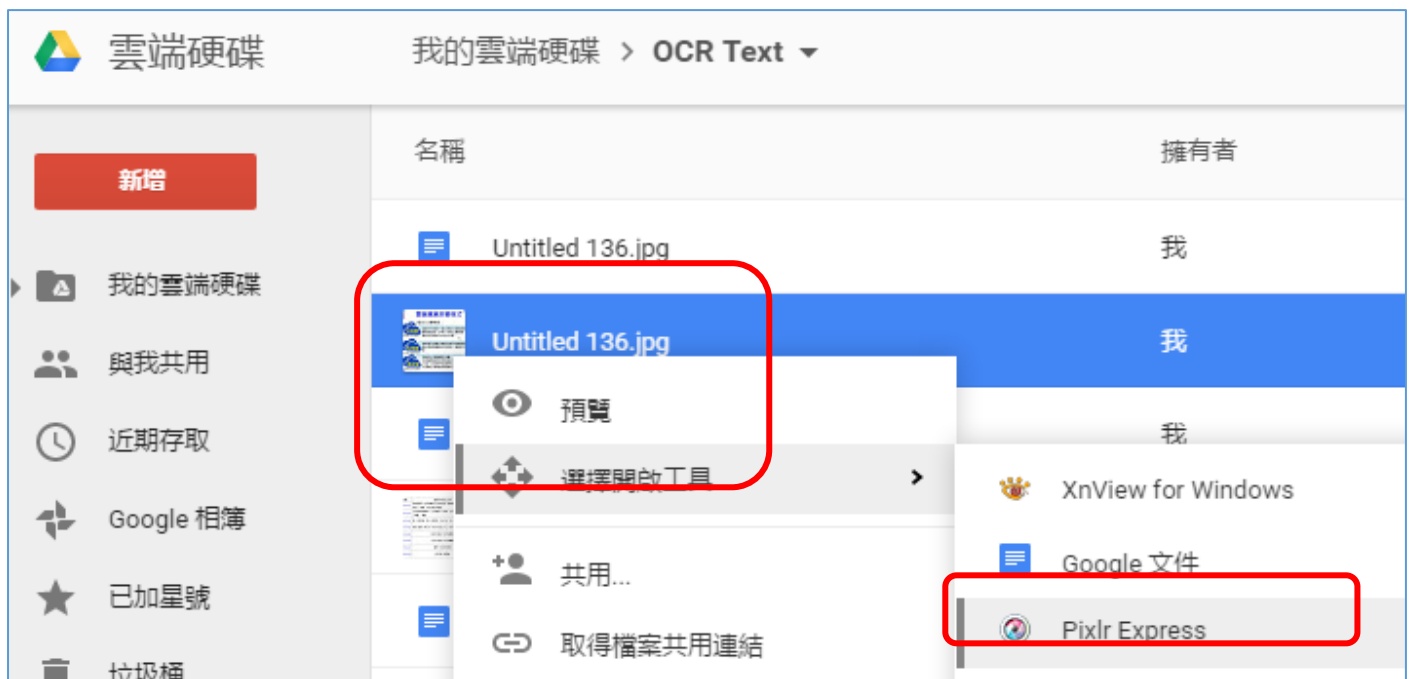 雲端硬碟
我的雲端硬碟 > OCR Text
新增
我的雲端硬碟
與我共用
近期存取
Google 相簿
已加星號
垃圾桶
名稱 擁有者
Untitled 136.jpg 我
Untitled 136.jpg 我
我
預覽
選擇開啟工具
共用...
取得檔案共用連結
XnView for Windows
Google 文件
Pixlr Express